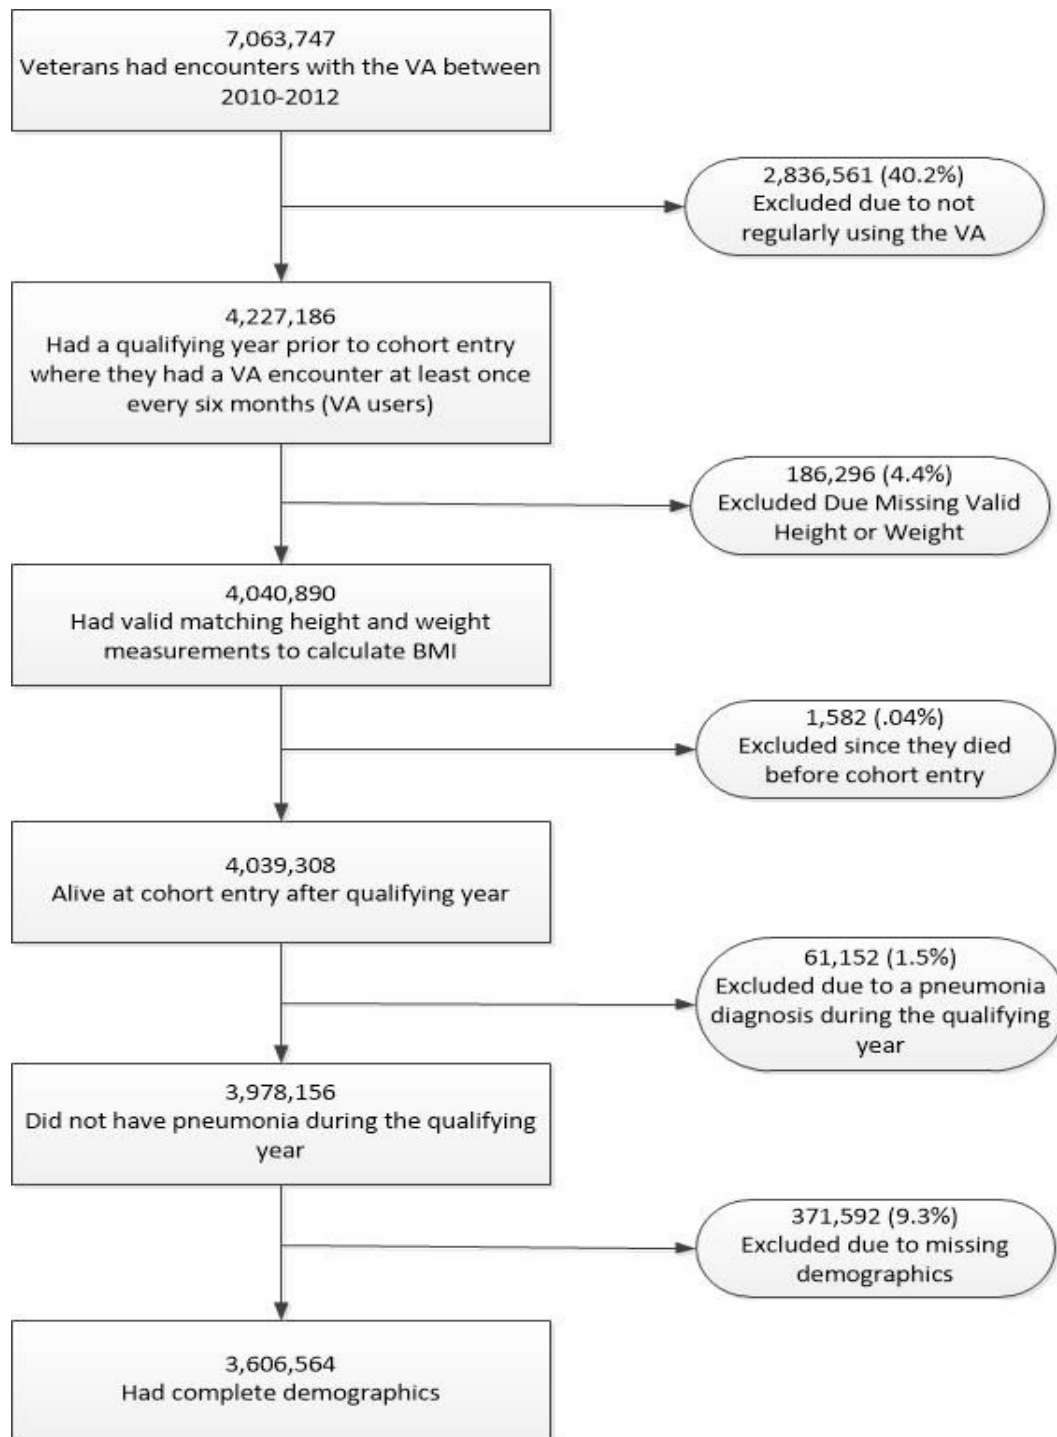 7,063,747
Veterans had encounters with the VA between
2010-2012
2,836,561 (40.2%)
Excluded due to not
regularly using the VA
4,227,186
Had a qualifying year prior to cohort entry
where they had a VA encounter at least once
every six months (VA users)
186,296 (4.4%)
Excluded Due Missing Valid
Height or Weight
4,040,890
Had valid matching height and weight
measurements to calculate BMI
1,582 (.04%)
Excluded since they died
before cohort entry
4,039,308
Alive at cohort entry after qualifying year
61,152 (1.5%)
Excluded due to a pneumonia
diagnosis during the qualifying
year
3,978,156
Did not have pneumonia during the qualifying
year
371,592 (9.3%)
Excluded due to missing
demographics
3,606,564
Had complete demographics